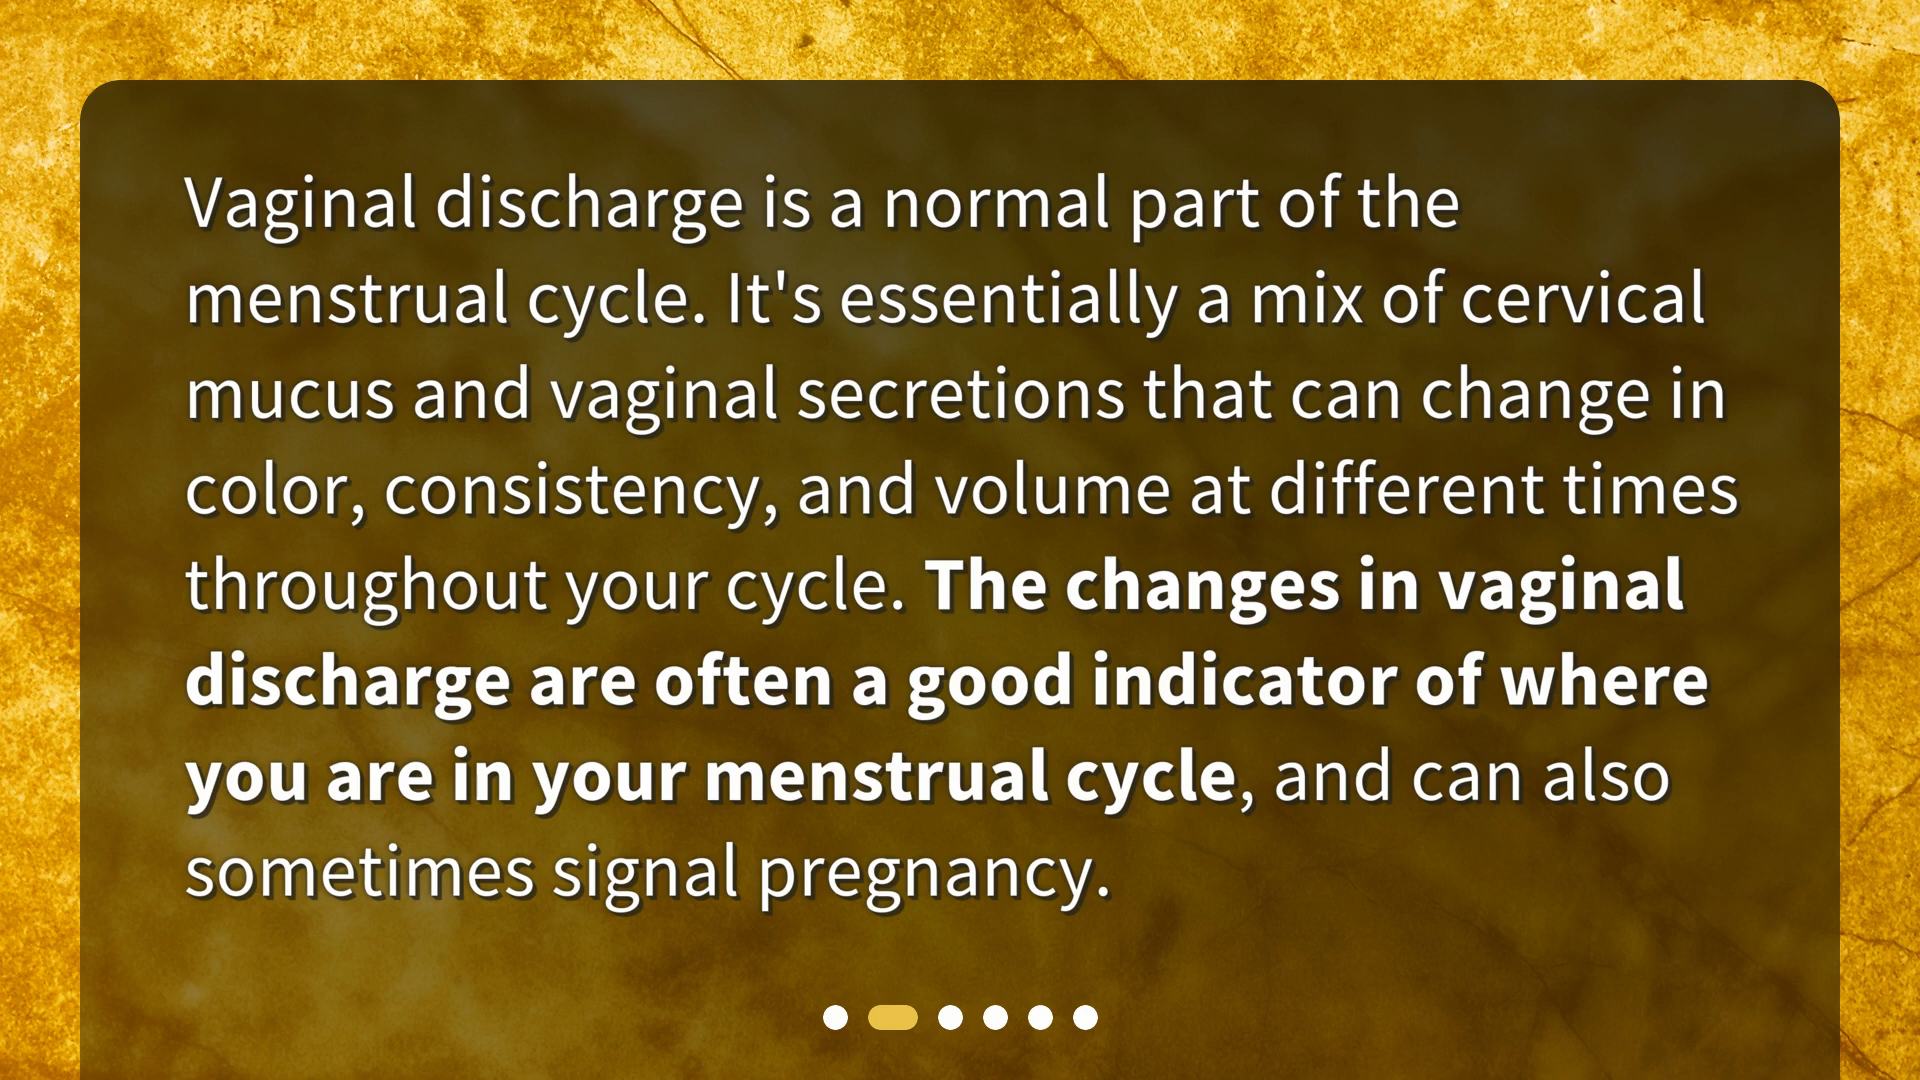 Vaginal discharge is a normal part of the
menstrual cycle. It's essentially a mix of cervical
mucus and vaginal secretions that can change in
color, consistency, and volume at different times
throughout your cycle. The changes in vaginal
discharge are often a good indicator of where
you are in your menstrual cycle, and can also
sometimes signal pregnancy.